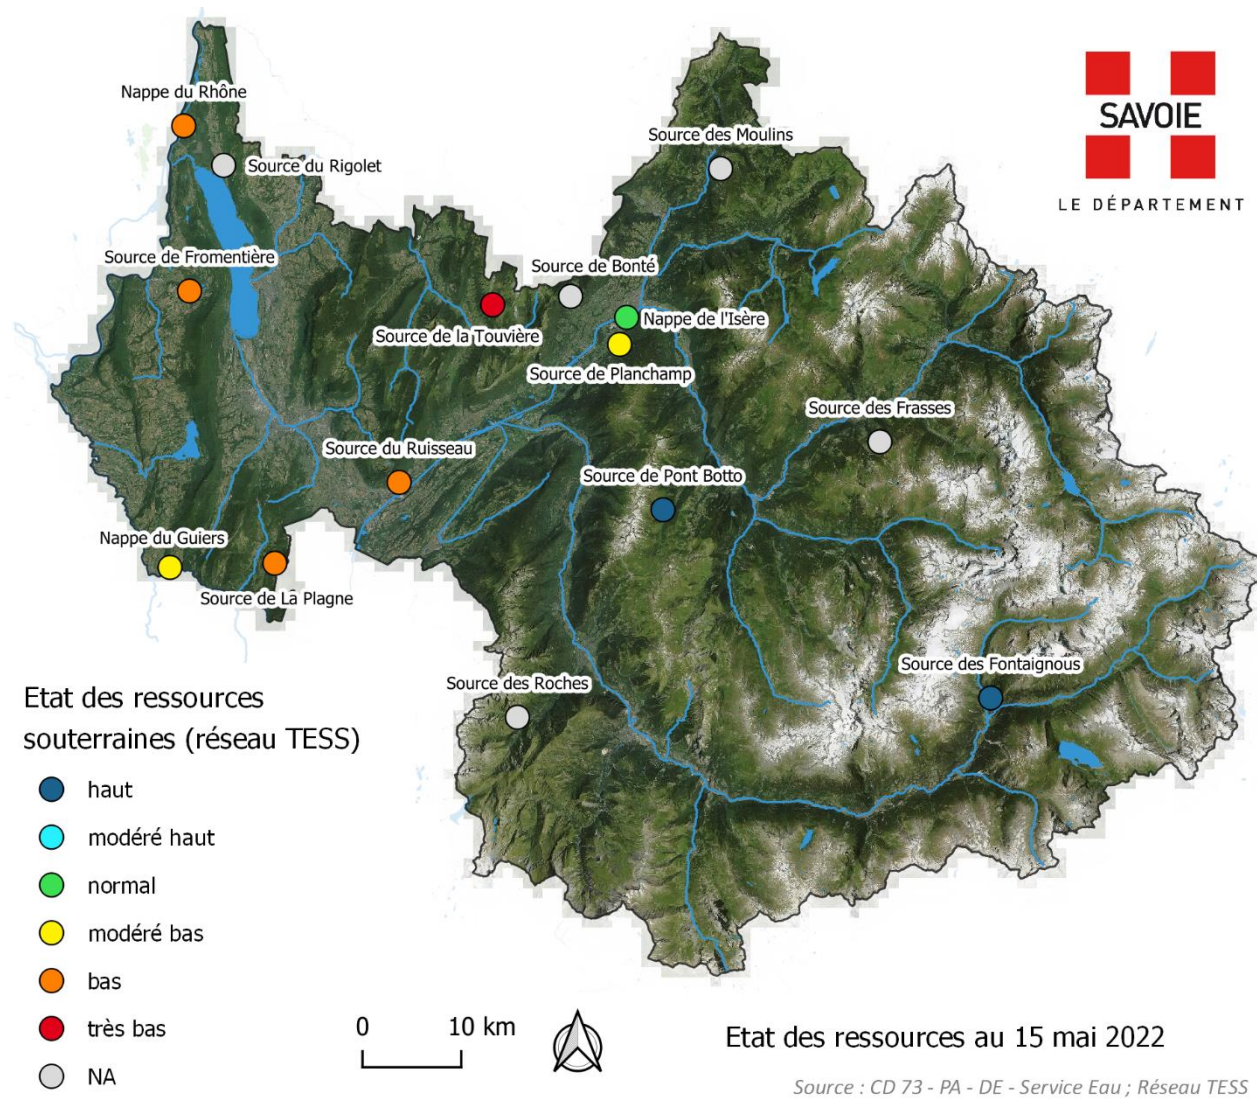 Nappe du Rhône
Source du Rigolet
Source des Moulins
SAVOIE
LE DÉPARTEMENT
Source de Fromentière
Source de Bonté
Source de la Touvière
Nappe de l'Isère
Source de Planchamp
Source des Frasses
Source du Ruisseau
Source de Pont Botto
Nappe du Guiers
Source de La Plagne
Source des Fontaignous
Source des Roches
Etat des ressources
souterraines (réseau TESS)
haut
modéré haut
normal
modéré bas
bas
très bas
NA
0 10 km
Etat des ressources au 15 mai 2022
Source : CD 73 - PA - DE - Service Eau ; Réseau TESS